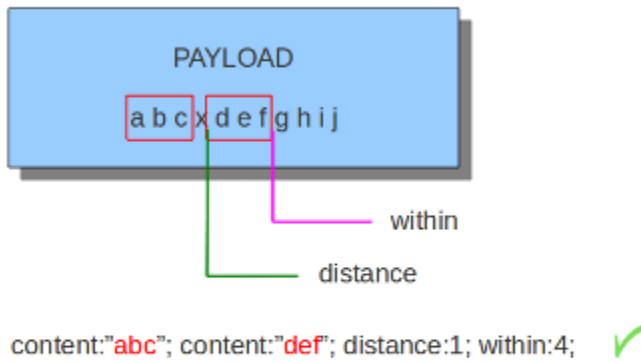 PAYLOAD
a b c x d e f g h i j
within
distance
content:”abc”; content:”def”; distance:1; within:4;